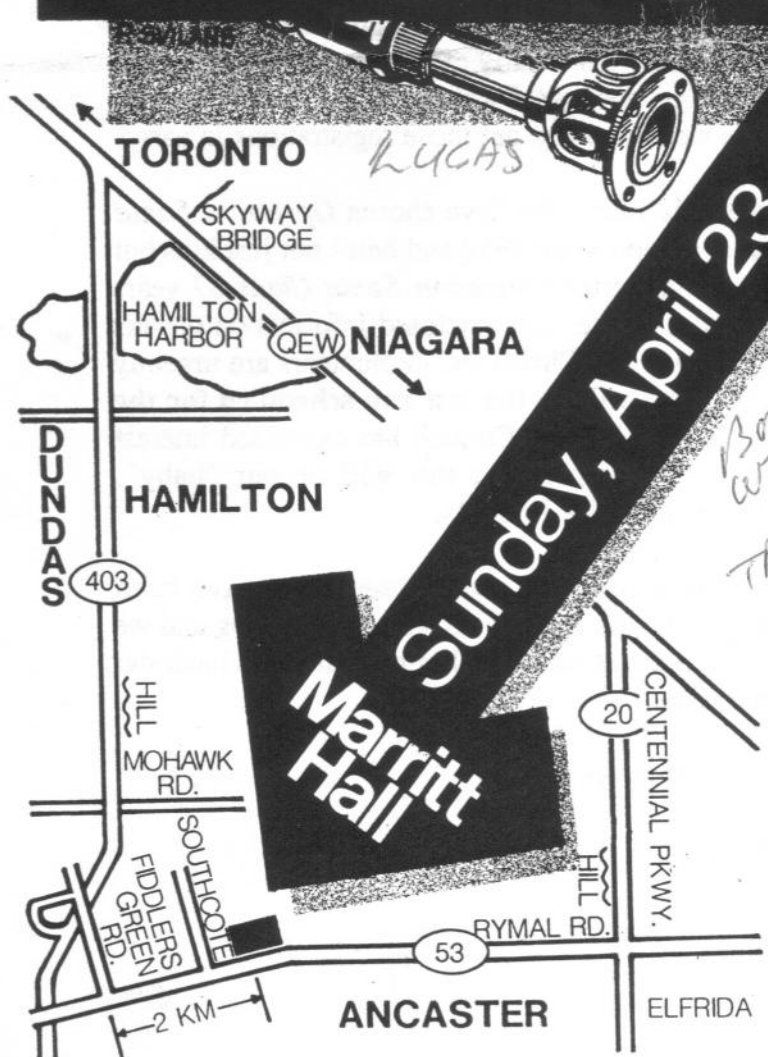 TORONTO
LUCAS
SKYWAY
BRIDGE
HAMILTON
HARBOR
QEW
NIAGARA
Sunday, April 23
DUNDAS
HAMILTON
403
HILL
MOHAWK
RD.
Marritt
Hall
20
CENTENNIAL PKWY.
HILL
SOUTHCOTE
FIDDLERS
GREEN
RD.
RYMAL RD.
53
2 KM
ANCASTER
ELFRIDA